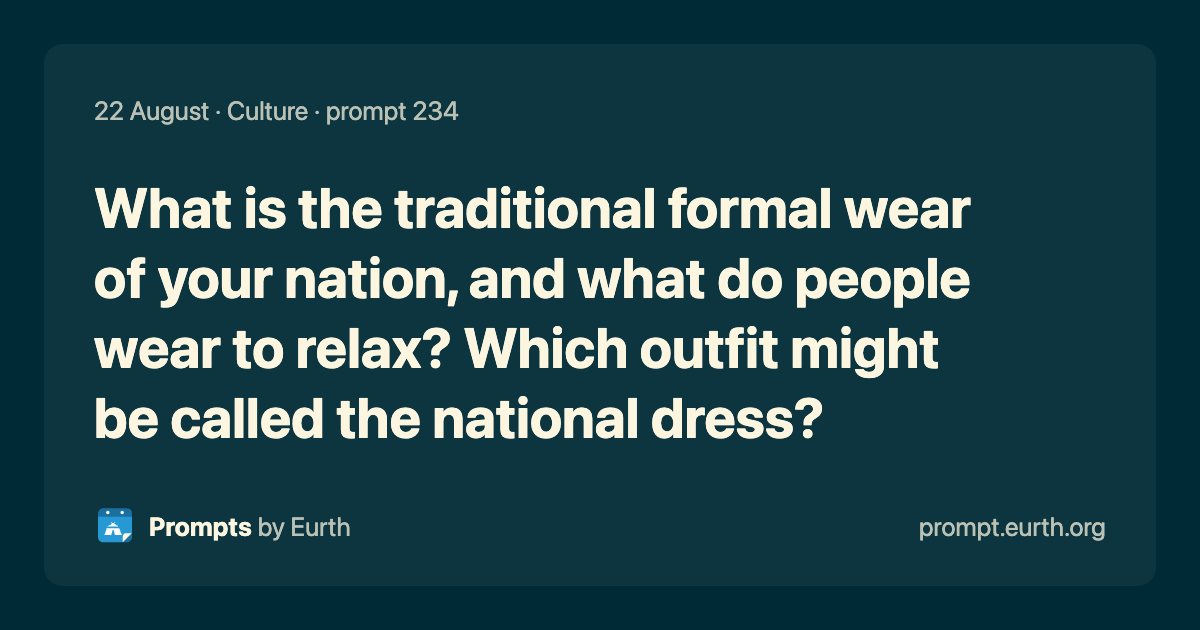 22 August · Culture · prompt 234
What is the traditional formal wear
of your nation, and what do people
wear to relax? Which outfit might
be called the national dress?
Prompts by Eurth
prompt.eurth.org